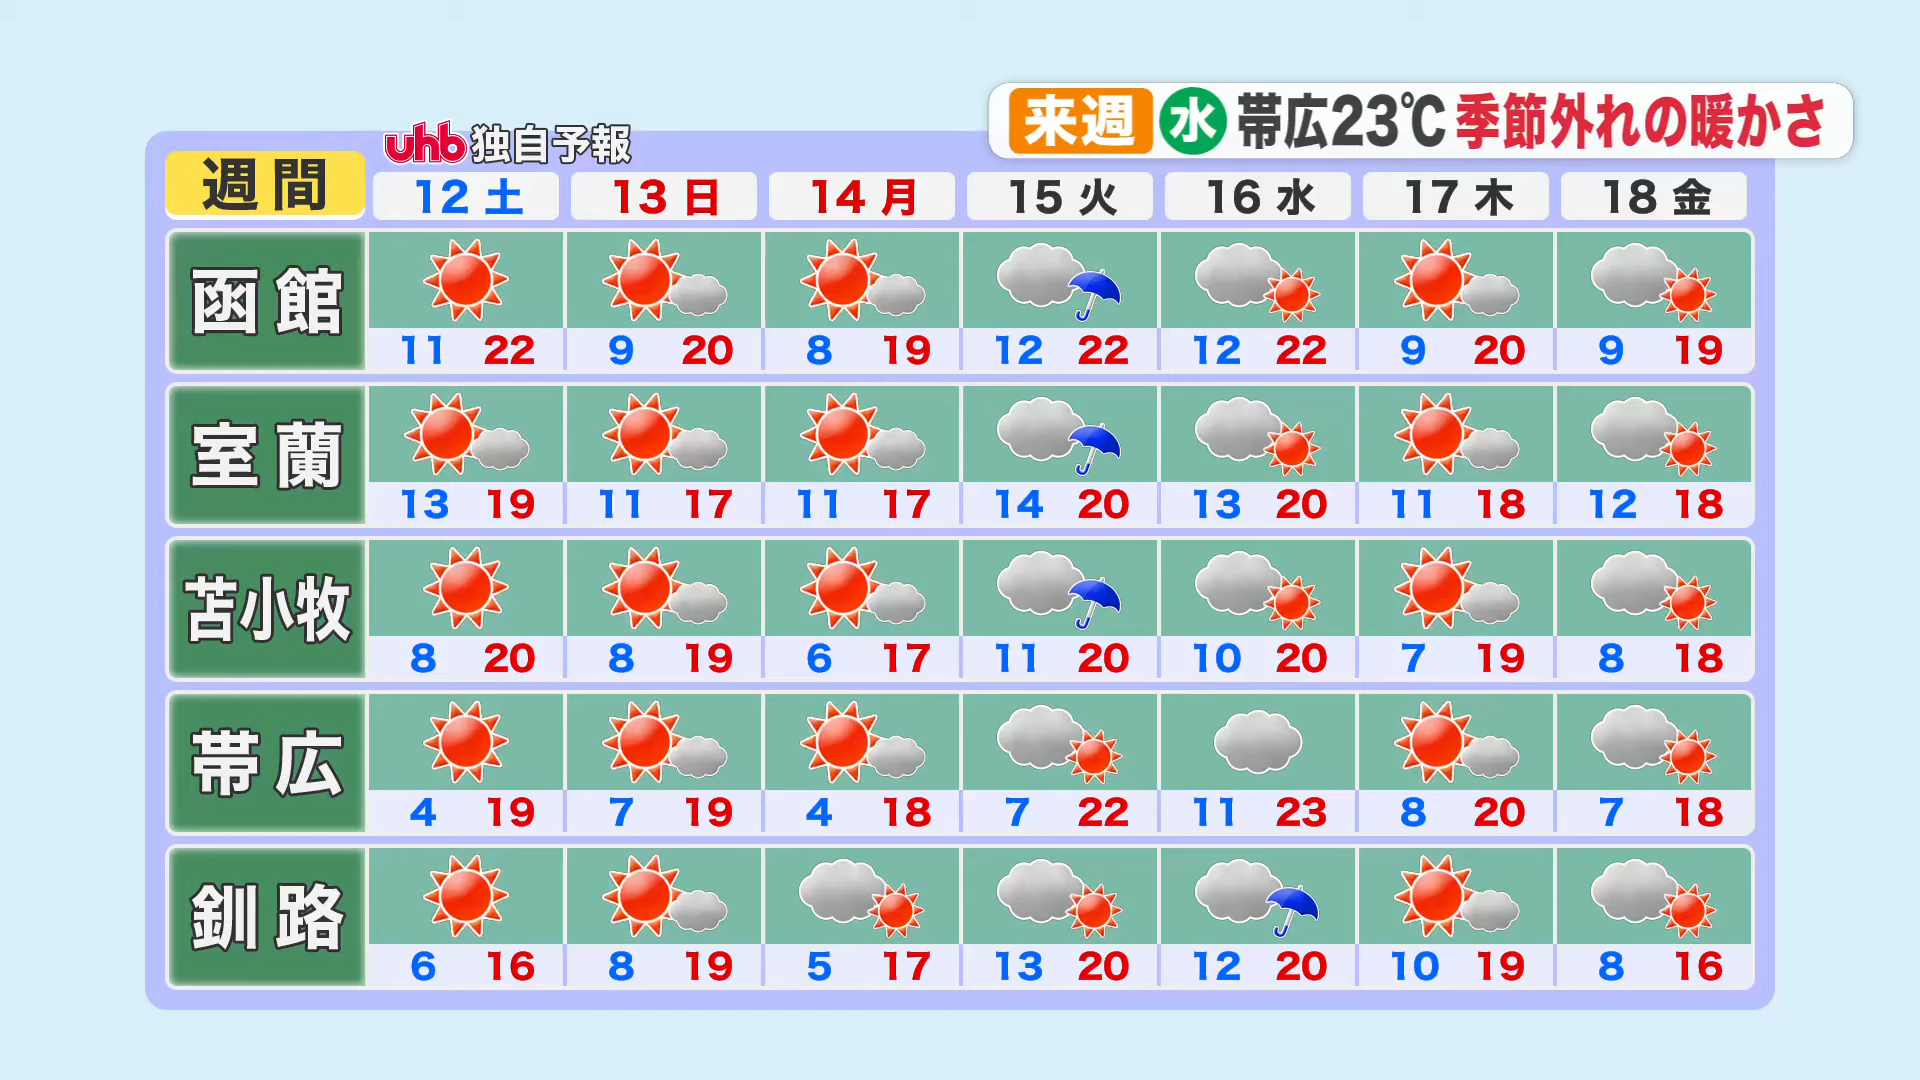 来週 水 帯広23℃ 季節外れの暖かさ
uhb 独自予報
週間 12 土 13 日 14 月 15 火 16 水 17 木 18 金
函館 11 22 9 20 8 19 12 22 12 22 9 20 9 19
室蘭 13 19 11 17 11 17 14 20 13 20 11 18 12 18
苫小牧 8 20 8 19 6 17 11 20 10 20 7 19 8 18
帯広 4 19 7 19 4 18 7 22 11 23 8 20 7 18
釧路 6 16 8 19 5 17 13 20 12 20 10 19 8 16